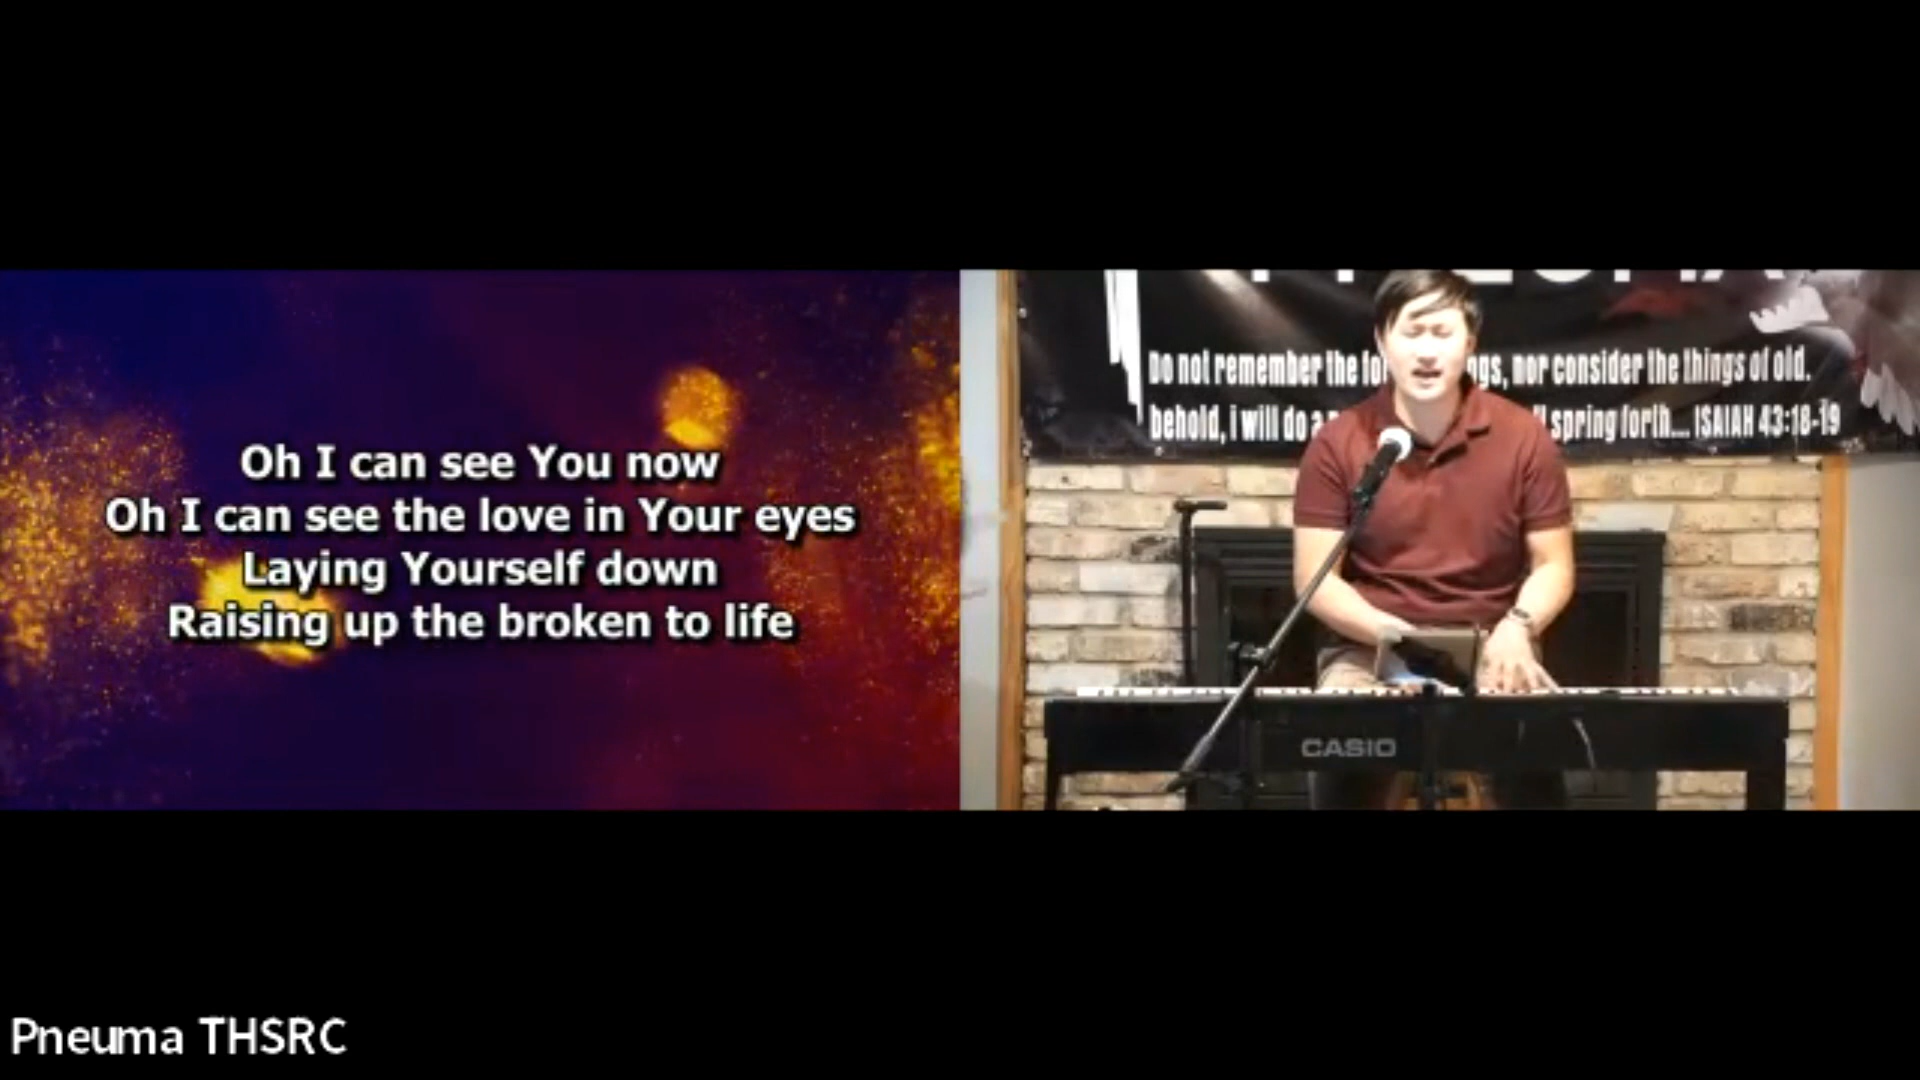 Oh I can see You now
Oh I can see the love in Your eyes
Laying Yourself down
Raising up the broken to life
Do not remember the ngs, nor consider the things of old.
behold, i will do a spring forth... ISAIAH 43:18-19
CASIO
Pneuma THSRC